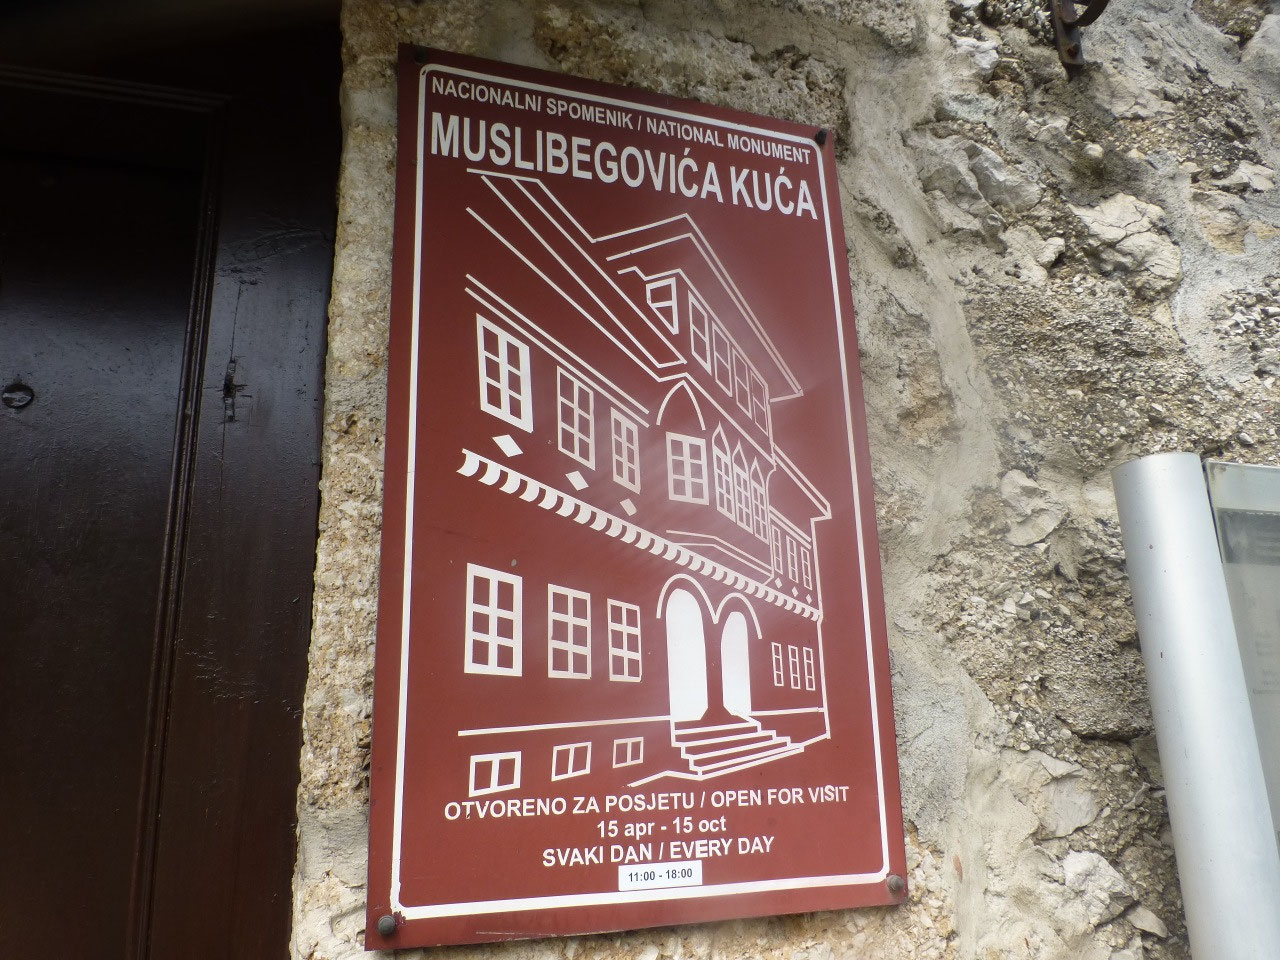 NACIONALNI SPOMENIK / NATIONAL MONUMENT
MUSLIBEGOVIĆA KUĆA
OTVORENO ZA POSJETU / OPEN FOR VISIT
15 apr - 15 oct
SVAKI DAN / EVERY DAY
11:00 - 18:00